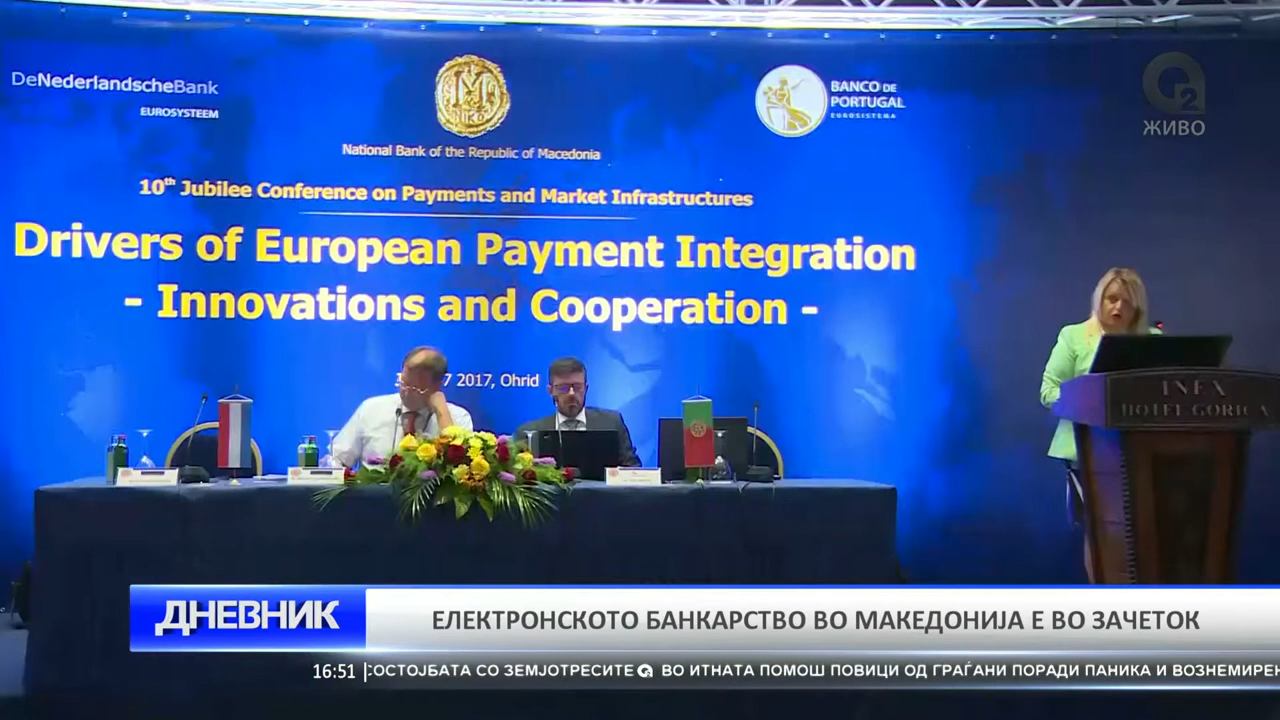 DeNederlandscheBank
EUROSYSTEEM
National Bank of the Republic of Macedonia
BANCO DE
PORTUGAL
EUROSISTEMA
2
ЖИВО
10th Jubilee Conference on Payments and Market Infrastructures
Drivers of European Payment Integration
- Innovations and Cooperation -
7 2017, Ohrid
INEX
HOTEL GORICA
ДНЕВНИК
ЕЛЕКТРОНСКОТО БАНКАРСТВО ВО МАКЕДОНИЈА Е ВО ЗАЧЕТОК
16:51
СОСТОЈБАТА СО ЗЕМЈОТРЕСИТЕ ВО ИТНАТА ПОМОШ ПОВИЦИ ОД ГРАЃАНИ ПОРАДИ ПАНИКА И ВОЗНЕМИРЕН